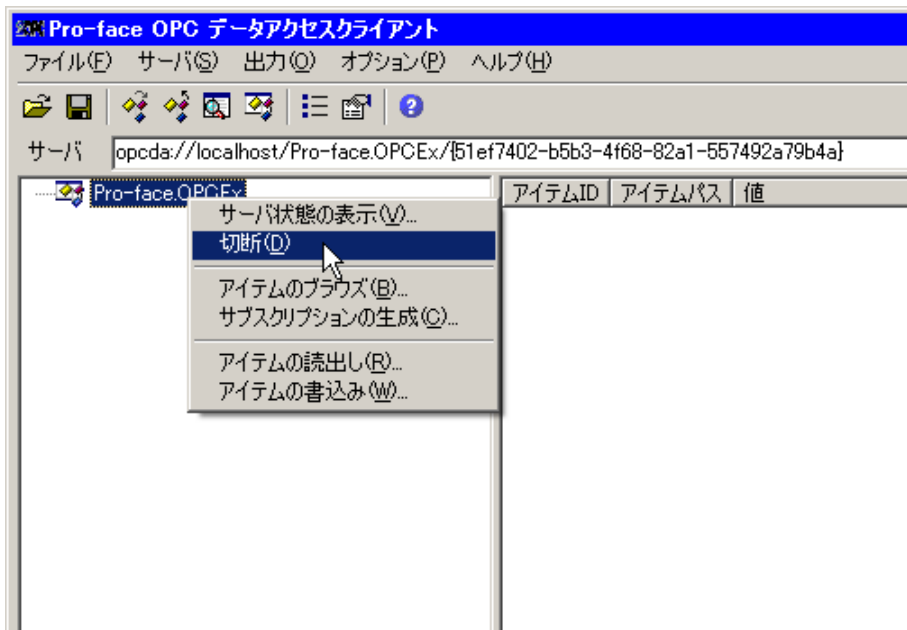 Pro-face OPC データアクセスクライアント
ファイル(F) サーバ(S) 出力(O) オプション(P) ヘルプ(H)
サーバ opcda://localhost/Pro-face.OPCEx/{51ef7402-b5b3-4f68-82a1-557492a79b4a}
Pro-face.OPCEx
アイテムID アイテムパス 値
サーバ状態の表示(V)...
切断(D)
アイテムのブラウズ(B)...
サブスクリプションの生成(C)...
アイテムの読出し(R)...
アイテムの書込み(W)...